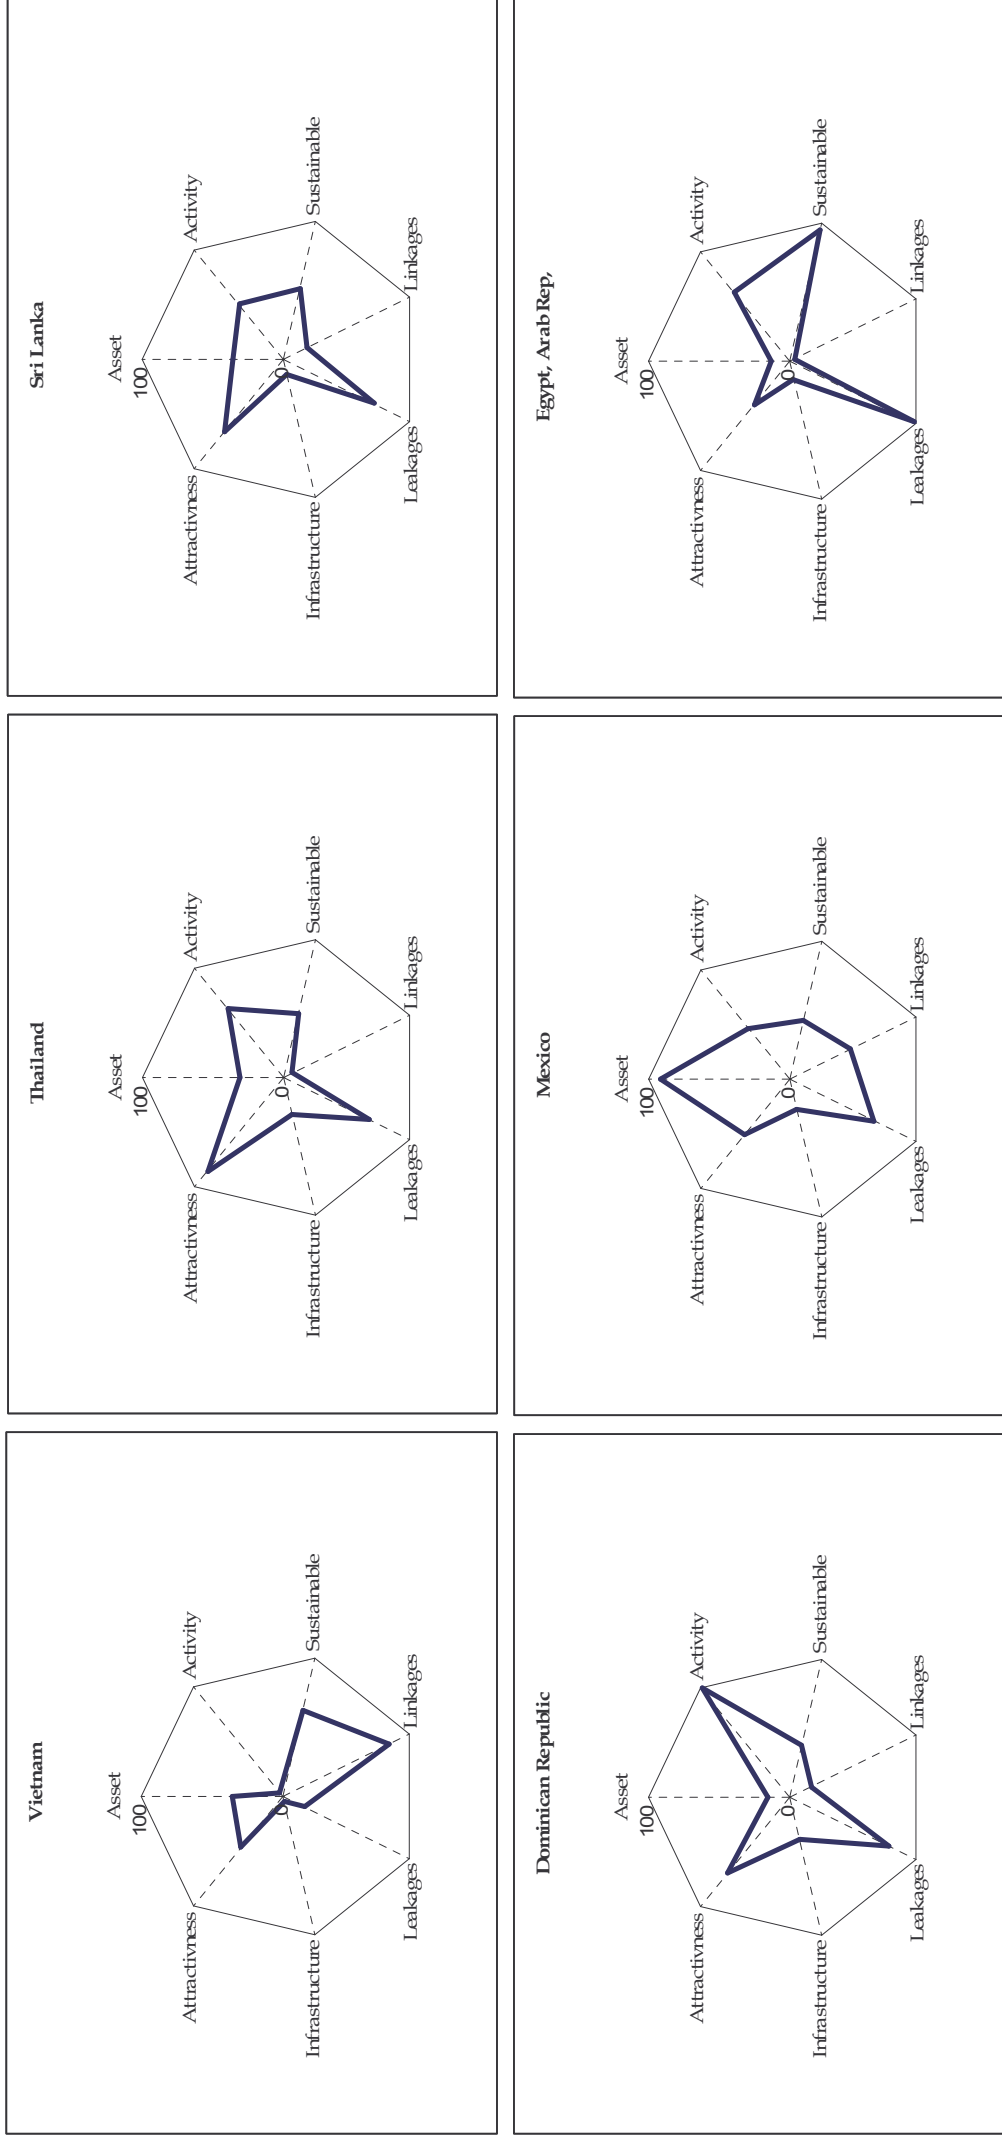 Vietnam
Asset
100
Activity
Sustainable
Linkages
Leakages
Infrastructure
Attractivness
0
Thailand
Asset
100
Activity
Sustainable
Linkages
Leakages
Infrastructure
Attractivness
0
Sri Lanka
Asset
100
Activity
Sustainable
Linkages
Leakages
Infrastructure
Attractivness
0
Dominican Republic
Asset
100
Activity
Sustainable
Linkages
Leakages
Infrastructure
Attractivness
0
Mexico
Asset
100
Activity
Sustainable
Linkages
Leakages
Infrastructure
Attractivness
0
Egypt, Arab Rep,
Asset
100
Activity
Sustainable
Linkages
Leakages
Infrastructure
Attractivness
0